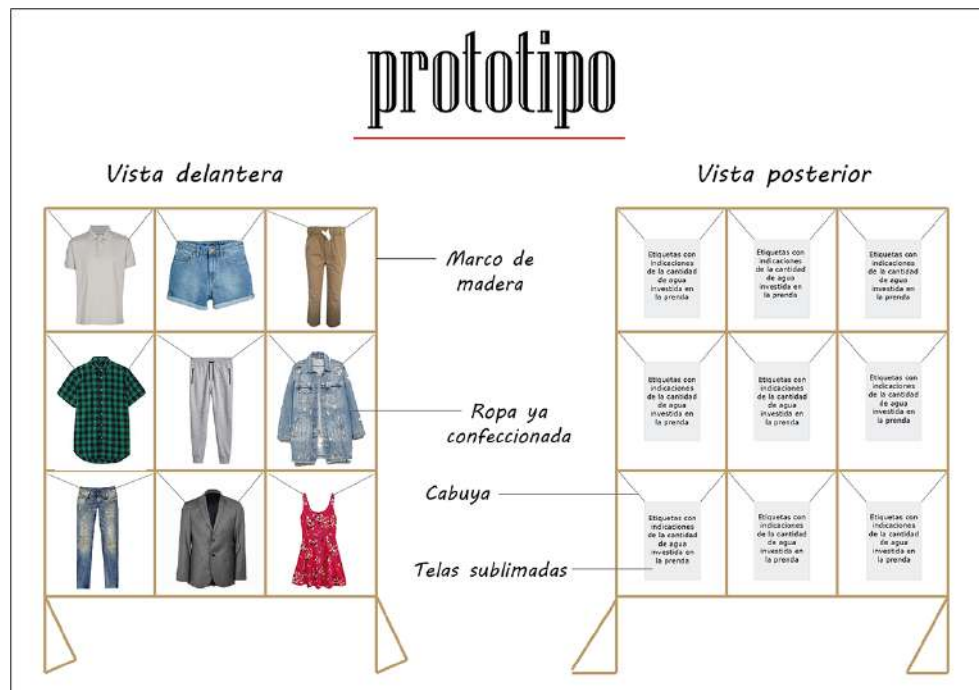 prototipo
Vista delantera
Vista posterior
Marco de
madera
Ropa ya
confeccionada
Cabuya
Telas sublimadas
Etiquetas con
indicaciones
de la cantidad
de agua
investida en
la prenda
Etiquetas con
indicaciones
de la cantidad
de agua
investida en
la prenda
Etiquetas con
indicaciones
de la cantidad
de agua
investida en
la prenda
Etiquetas con
indicaciones
de la cantidad
de agua
investida en
la prenda
Etiquetas con
indicaciones
de la cantidad
de agua
investida en
la prenda
Etiquetas con
indicaciones
de la cantidad
de agua
investida en
la prenda
Etiquetas con
indicaciones
de la cantidad
de agua
investida en
la prenda
Etiquetas con
indicaciones
de la cantidad
de agua
investida en
la prenda
Etiquetas con
indicaciones
de la cantidad
de agua
investida en
la prenda